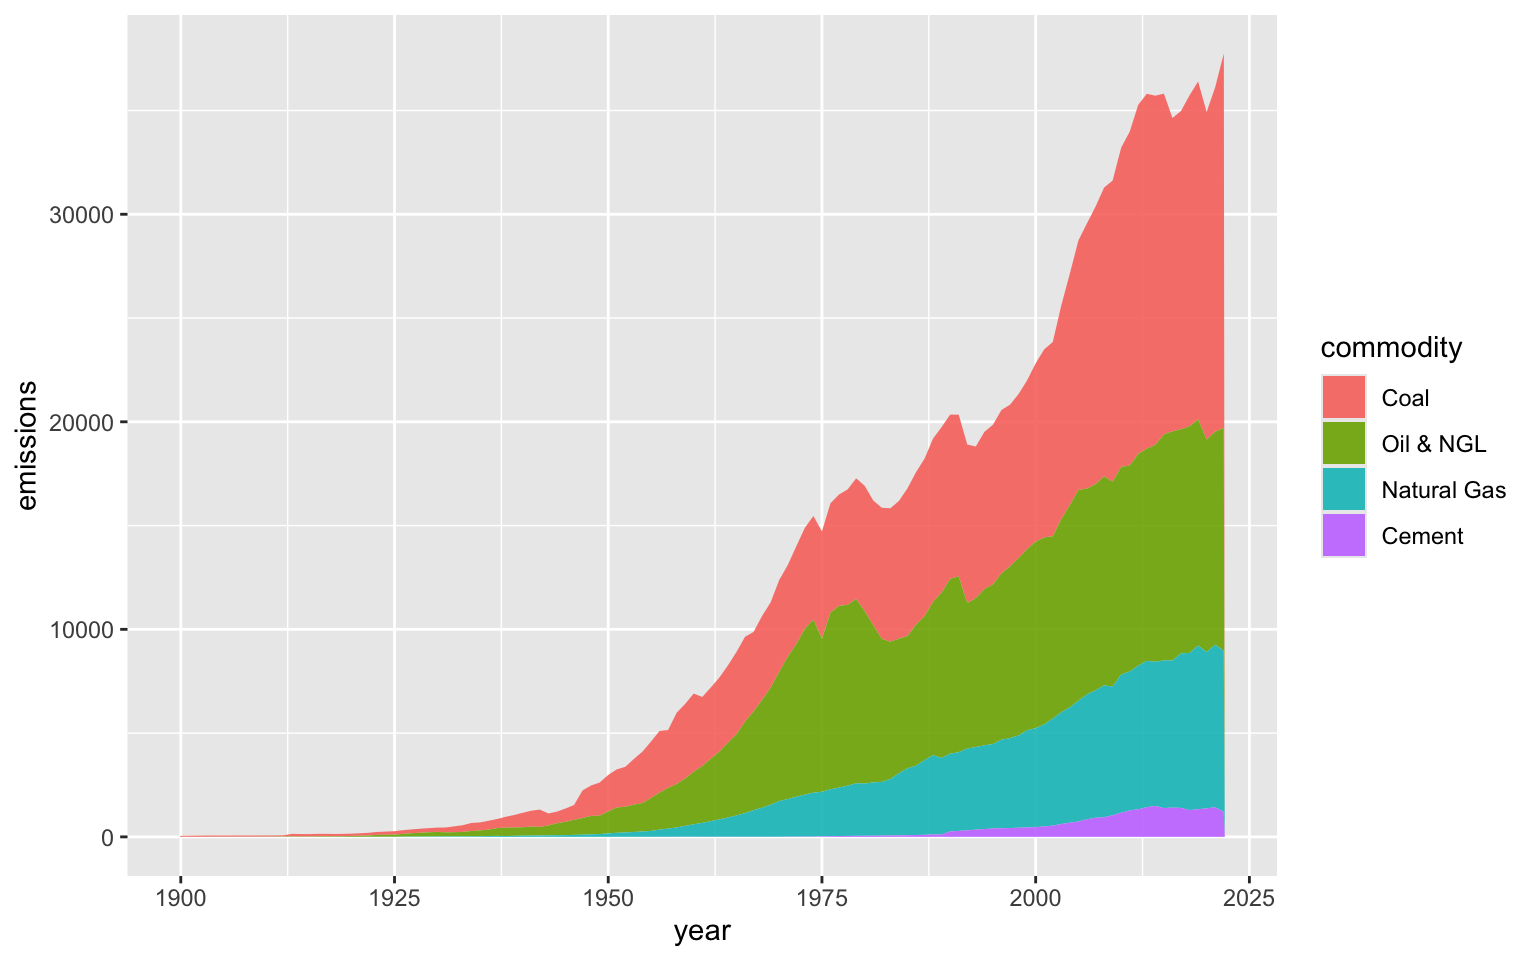 emissions
30000
20000
10000
0
1900 1925 1950 1975 2000 2025
year
commodity
Coal
Oil & NGL
Natural Gas
Cement